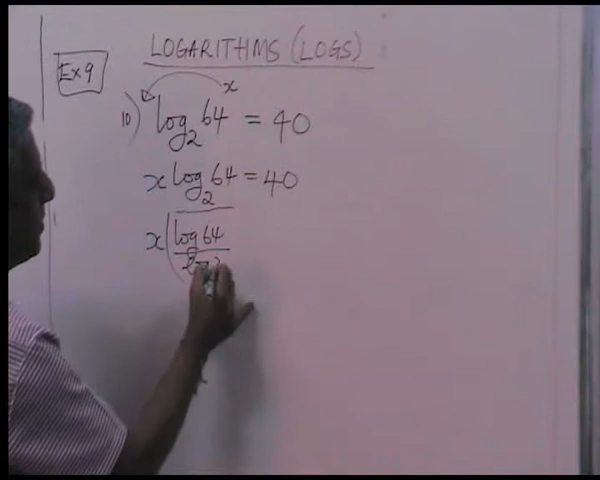 LOGARITHMS (LOGS)
Ex 9
10) log₂ 64ˣ = 40
x log₂ 64 = 40
x (log 64
log 2